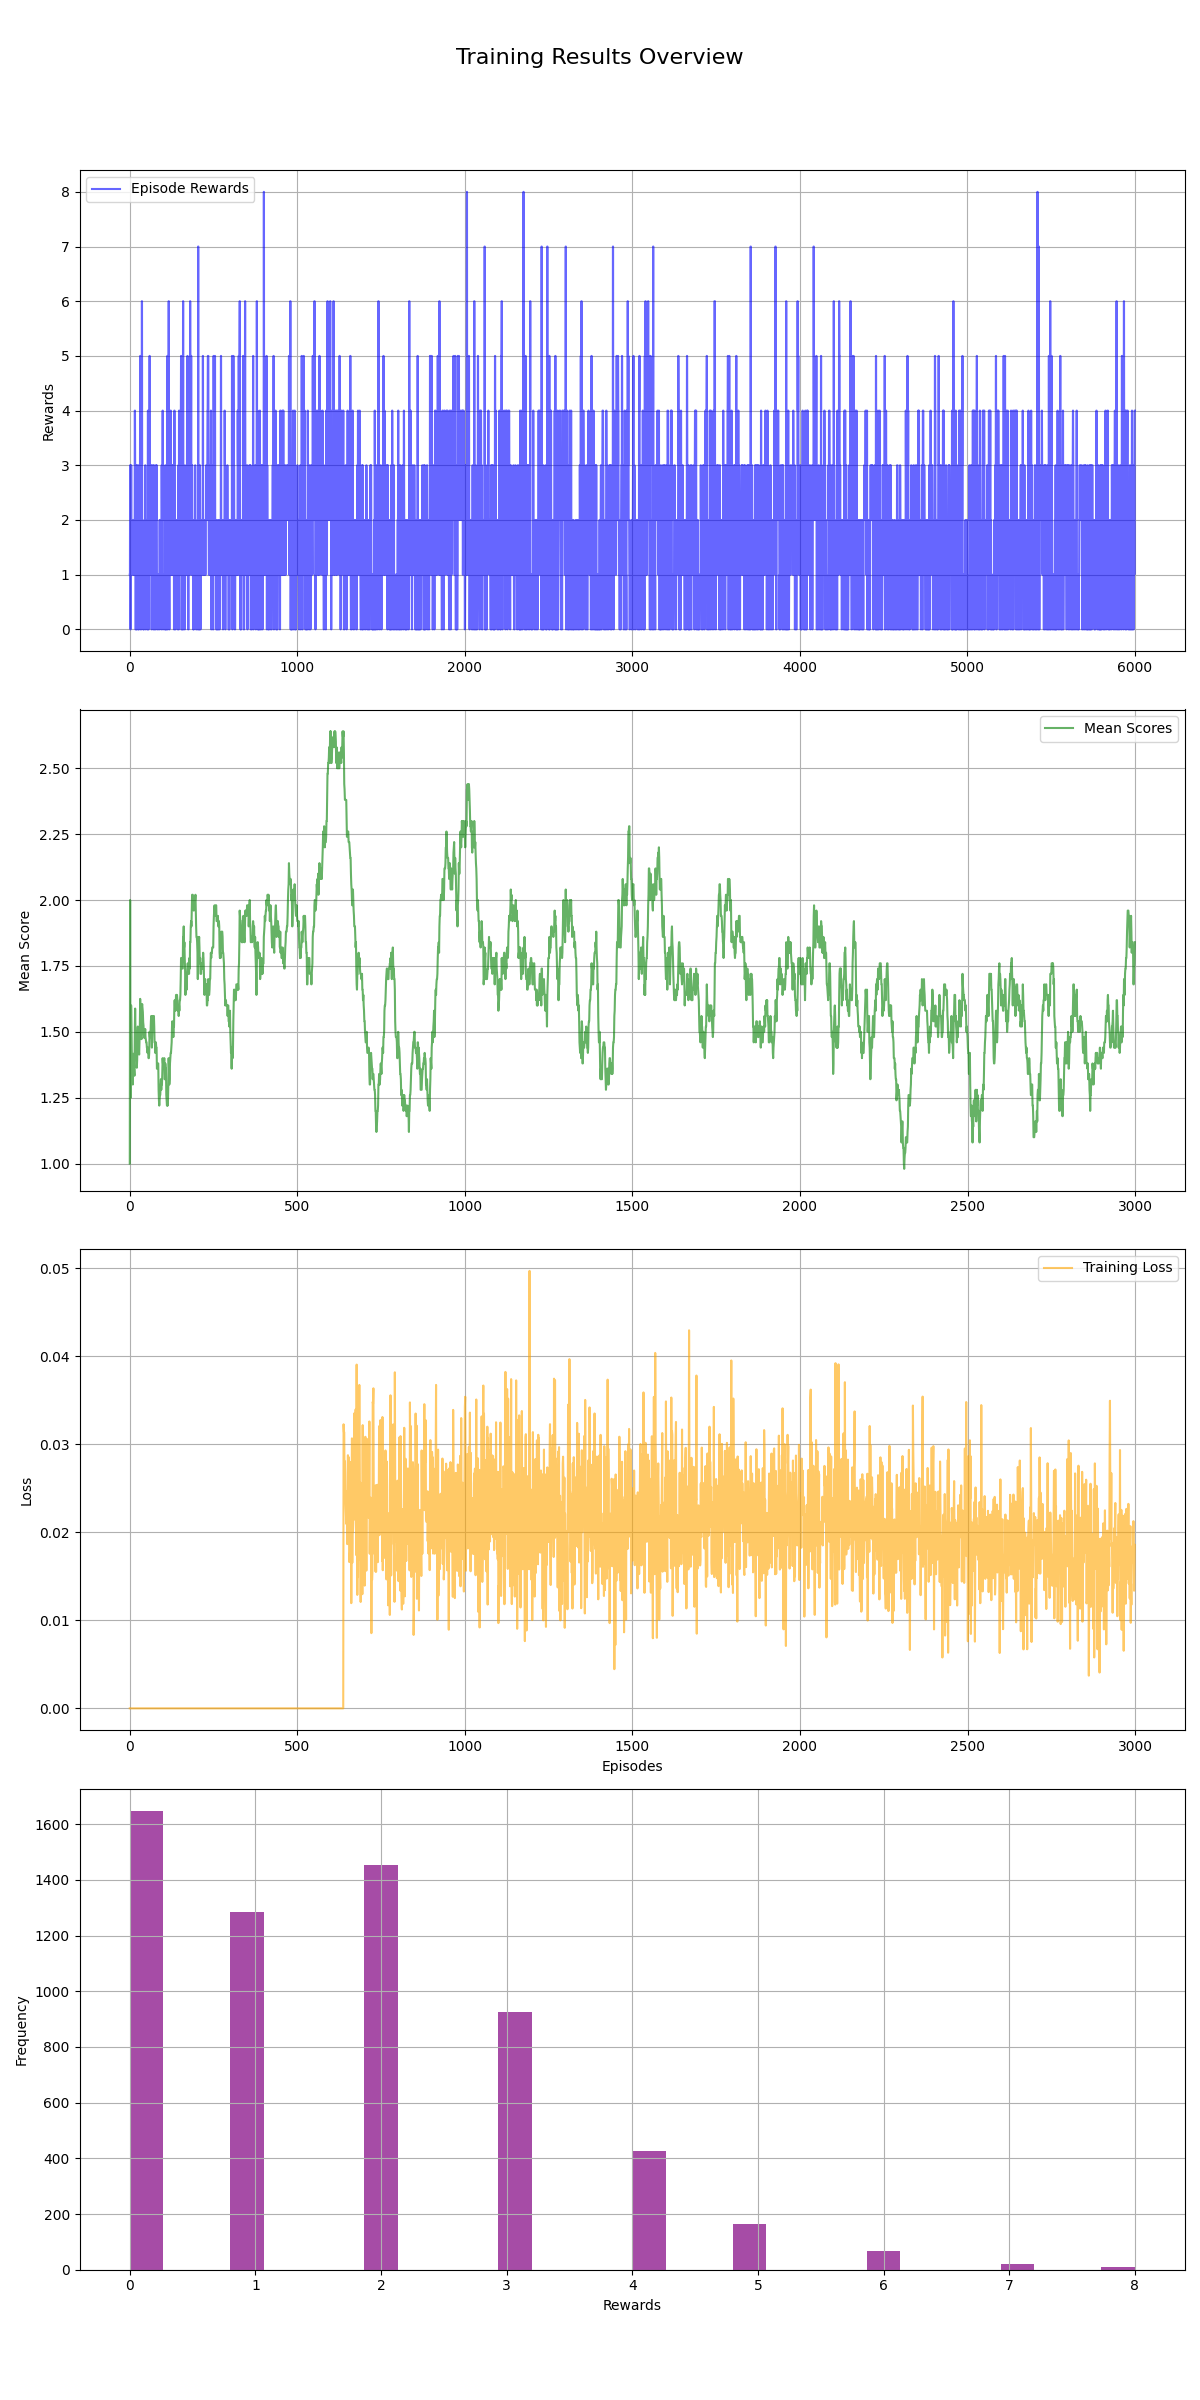 Training Results Overview
Episode Rewards
Rewards
8
7
6
5
4
3
2
1
0
0 1000 2000 3000 4000 5000 6000
Mean Scores
Mean Score
2.50
2.25
2.00
1.75
1.50
1.25
1.00
0 500 1000 1500 2000 2500 3000
Training Loss
Loss
0.05
0.04
0.03
0.02
0.01
0.00
0 500 1000 1500 2000 2500 3000
Episodes
Frequency
1600
1400
1200
1000
800
600
400
200
0
0 1 2 3 4 5 6 7 8
Rewards